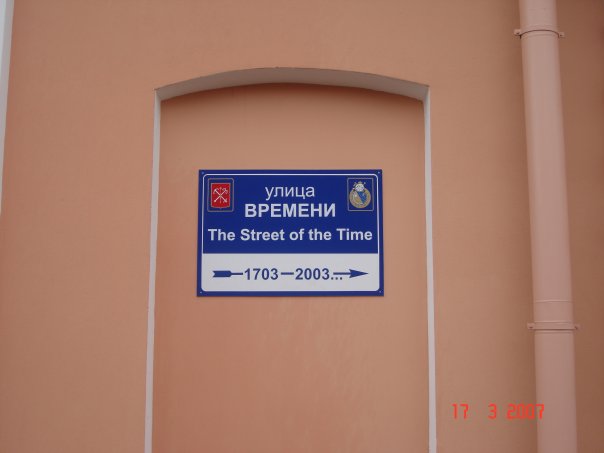 улица
ВРЕМЕНИ
The Street of the Time
1703–2003...
17 3 2007